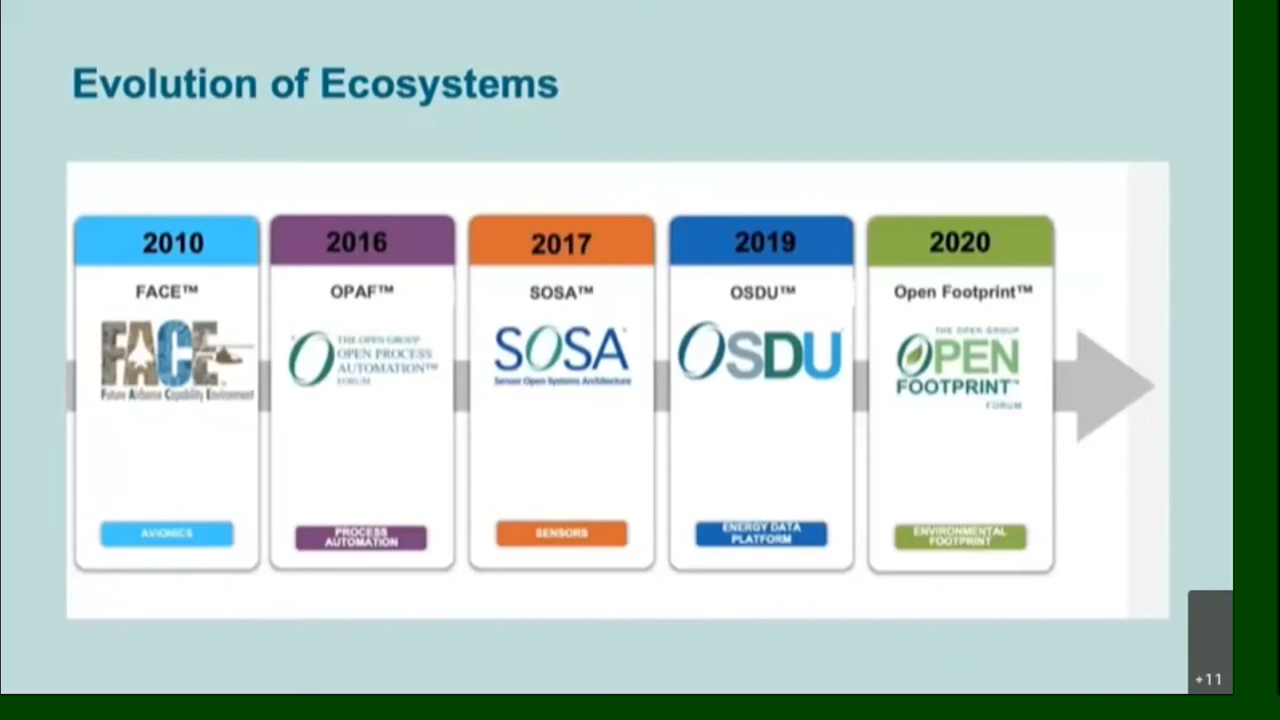 Evolution of Ecosystems
2010
FACE™
FACE
Future Airborne Capability Environment
AVIONICS
2016
OPAF™
THE OPEN GROUP
OPEN PROCESS
AUTOMATION™
FORUM
PROCESS
AUTOMATION
2017
SOSA™
SOSA™
Sensor Open Systems Architecture
SENSORS
2019
OSDU™
OSDU
ENERGY DATA
PLATFORM
2020
Open Footprint™
THE OPEN GROUP
OPEN
FOOTPRINT™
FORUM
ENVIRONMENTAL
FOOTPRINT
+11